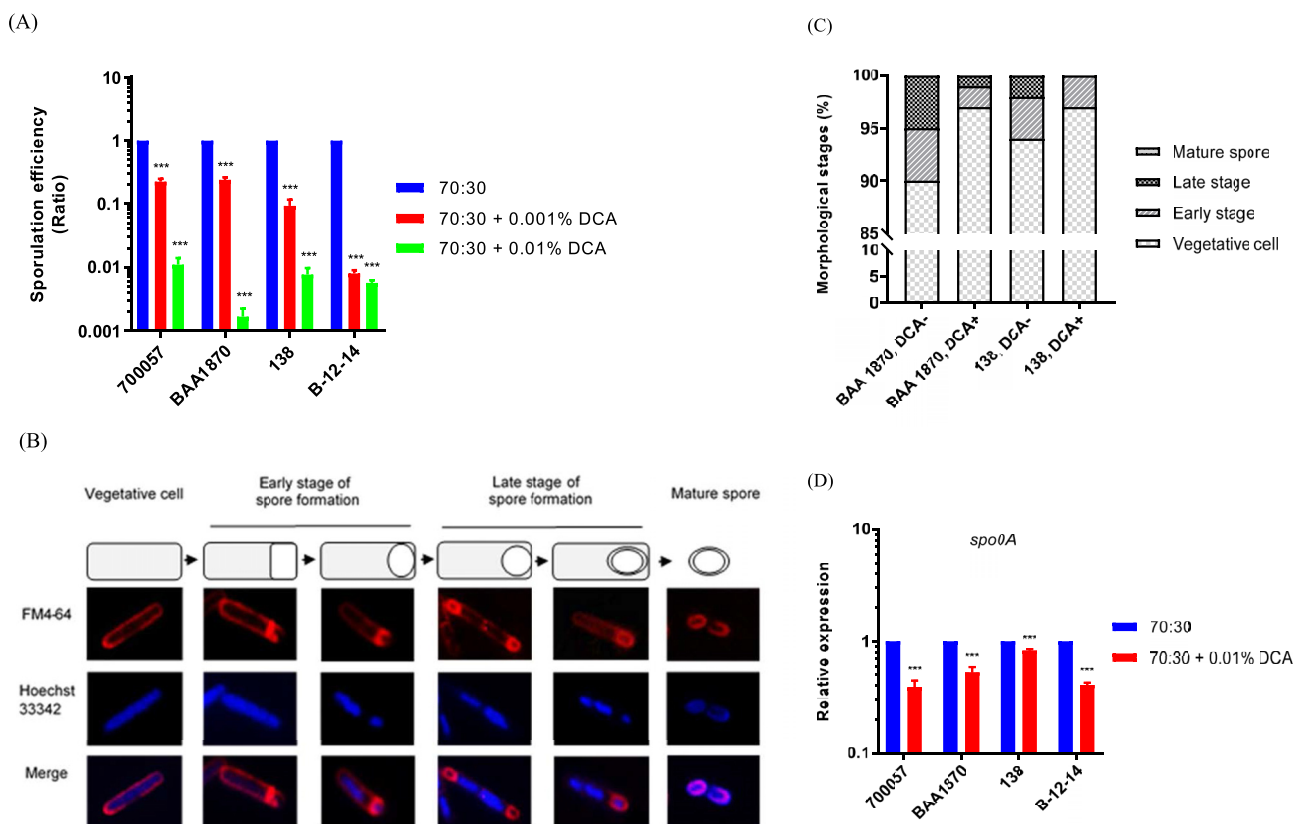 (A)
Sporulation efficiency
(Ratio)
10
1
0.1
0.01
0.001
***
***
***
***
***
***
*** ***
700057
BAA1870
138
B-12-14
70:30
70:30 + 0.001% DCA
70:30 + 0.01% DCA
(C)
Morphological stages (%)
100
95
90
85
10
5
0
BAA 1870, DCA-
BAA 1870, DCA+
138, DCA-
138, DCA+
Mature spore
Late stage
Early stage
Vegetative cell
(B)
Vegetative cell
Early stage of
spore formation
Late stage of
spore formation
Mature spore
FM4-64
Hoechst
33342
Merge
(D)
spo0A
Relative expression
10
1
0.1
***
***
***
***
700057
BAA1570
138
B-12-14
70:30
70:30 + 0.01% DCA